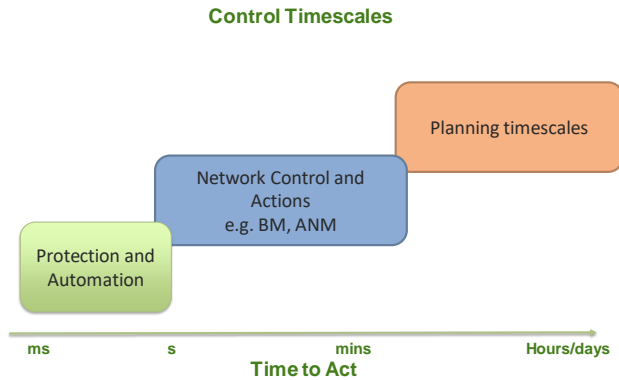 Control Timescales
Planning timescales
Network Control and
Actions
e.g. BM, ANM
Protection and
Automation
ms s mins Hours/days
Time to Act